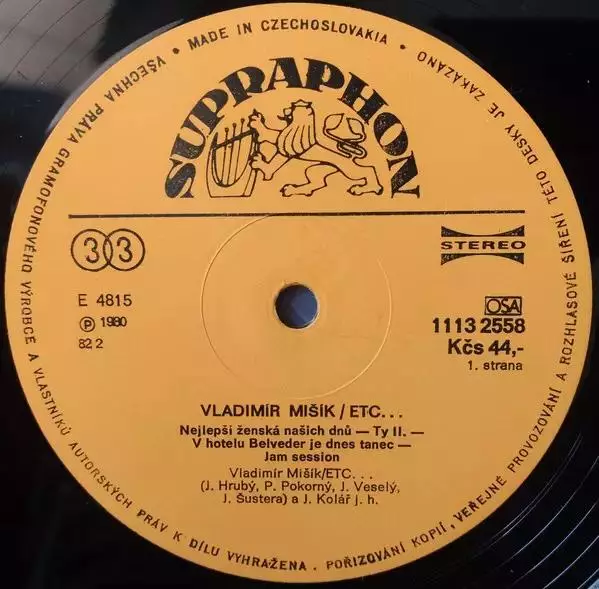 • MADE IN CZECHOSLOVAKIA •
VŠECHNA PRÁVA GRAMOFONOVÉHO VÝROBCE A VLASTNÍKŮ AUTORSKÝCH PRÁV K DÍLU VYHRAŽENA . POŘIZOVÁNÍ KOPIÍ , VEŘEJNÉ PROVOZOVÁNÍ A ROZHLASOVÉ ŠÍŘENÍ TÉTO DESKY JE ZAKÁZÁNO
SUPRAPHON
33
STEREO
E 4815
Ⓟ 1980
82 2
OSA
1113 2558
Kčs 44,-
1. strana
VLADIMÍR MIŠÍK / ETC...
Nejlepší ženská našich dnů — Ty II. —
V hotelu Belveder je dnes tanec —
Jam session
Vladimír Mišík/ETC. . .
(J. Hrubý, P. Pokorný, J. Veselý,
J. Šustera) a J. Kolář j. h.